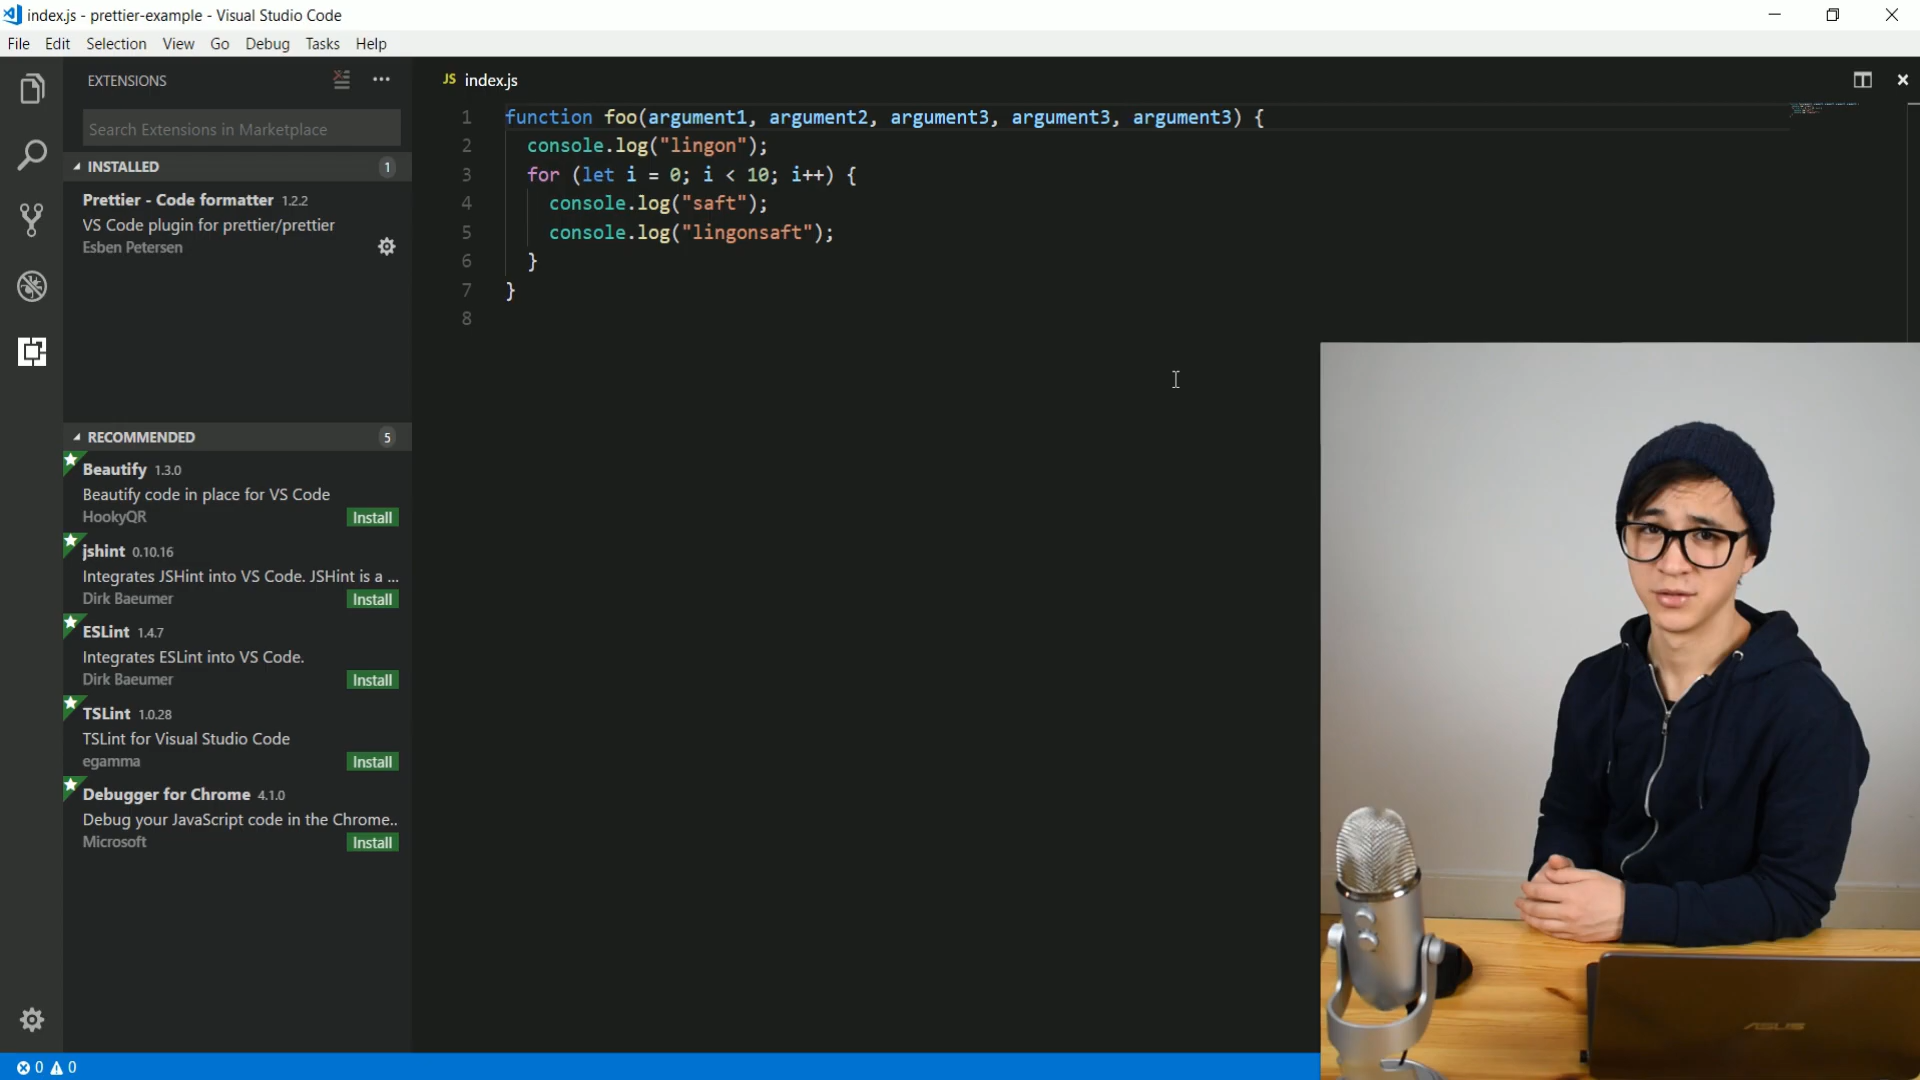 index.js - prettier-example - Visual Studio Code
File Edit Selection View Go Debug Tasks Help
EXTENSIONS
Search Extensions in Marketplace
INSTALLED 1
Prettier - Code formatter 1.2.2
VS Code plugin for prettier/prettier
Esben Petersen
RECOMMENDED 5
Beautify 1.3.0
Beautify code in place for VS Code
HookyQR Install
jshint 0.10.16
Integrates JSHint into VS Code. JSHint is a ...
Dirk Baeumer Install
ESLint 1.4.7
Integrates ESLint into VS Code.
Dirk Baeumer Install
TSLint 1.0.28
TSLint for Visual Studio Code
egamma Install
Debugger for Chrome 4.1.0
Debug your JavaScript code in the Chrome..
Microsoft Install
JS index.js
1 function foo(argument1, argument2, argument3, argument3, argument3) {
2 console.log("lingon");
3 for (let i = 0; i < 10; i++) {
4 console.log("saft");
5 console.log("lingonsaft");
6 }
7 }
8
0 0
ASUS